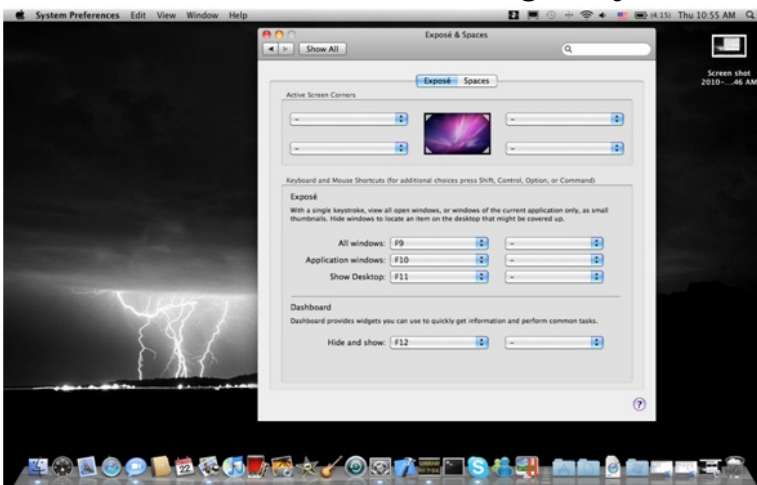 System Preferences Edit View Window Help (4:15) Thu 10:55 AM
Exposé & Spaces
Show All
Screen shot
2010-....46 AM
Exposé Spaces
Active Screen Corners
- -
- -
Keyboard and Mouse Shortcuts (for additional choices press Shift, Control, Option, or Command)
Exposé
With a single keystroke, view all open windows, or windows of the current application only, as small
thumbnails. Hide windows to locate an item on the desktop that might be covered up.
All windows: F9 -
Application windows: F10 -
Show Desktop: F11 -
Dashboard
Dashboard provides widgets you can use to quickly get information and perform common tasks.
Hide and show: F12 -
?
22